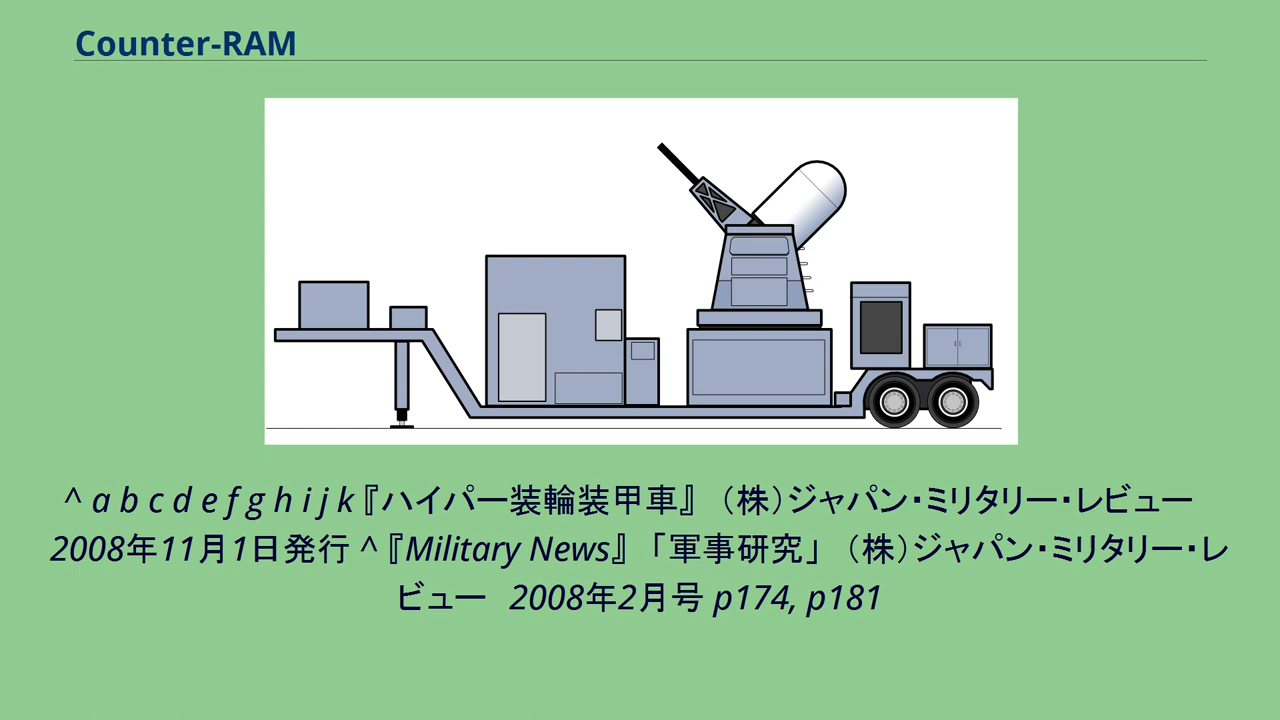 Counter-RAM
^ a b c d e f g h i j k『ハイパー装輪装甲車』 （株）ジャパン・ミリタリー・レビュー
2008年11月1日発行 ^『Military News』 「軍事研究」 （株）ジャパン・ミリタリー・レ
ビュー 2008年2月号 p174, p181